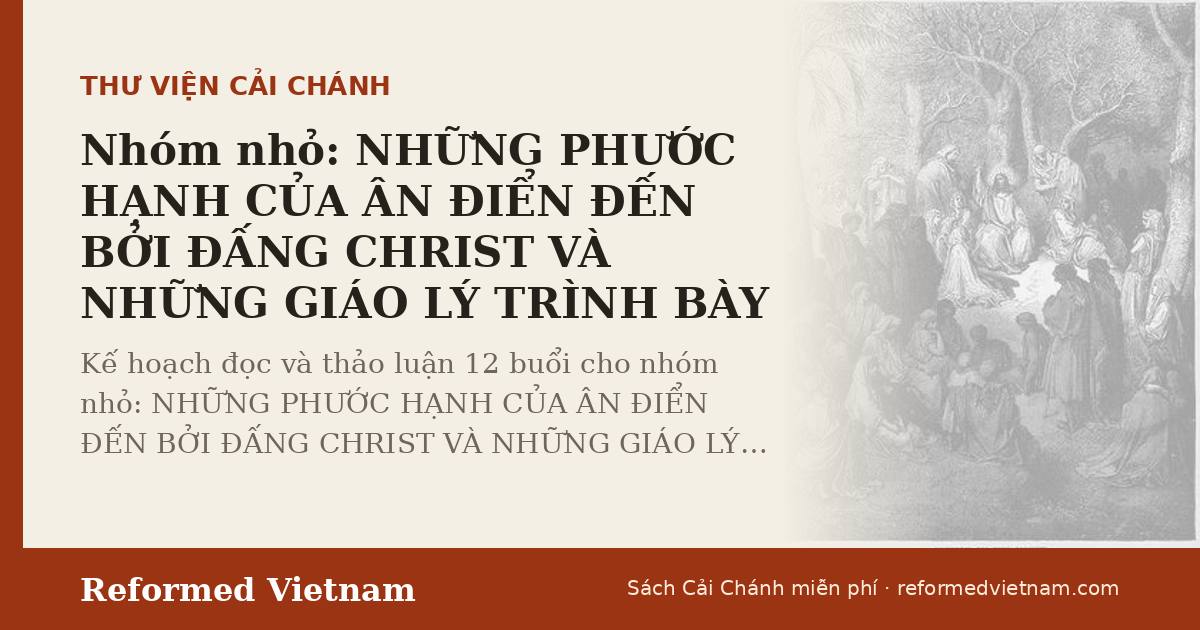 THƯ VIỆN CẢI CHÁNH
Nhóm nhỏ: NHỮNG PHƯỚC
HẠNH CỦA ÂN ĐIỂN ĐẾN
BỞI ĐẤNG CHRIST VÀ
NHỮNG GIÁO LÝ TRÌNH BÀY
Kế hoạch đọc và thảo luận 12 buổi cho nhóm
nhỏ: NHỮNG PHƯỚC HẠNH CỦA ÂN ĐIỂN
ĐẾN BỞI ĐẤNG CHRIST VÀ NHỮNG GIÁO LÝ…
Reformed Vietnam
Sách Cải Chánh miễn phí · reformedvietnam.com